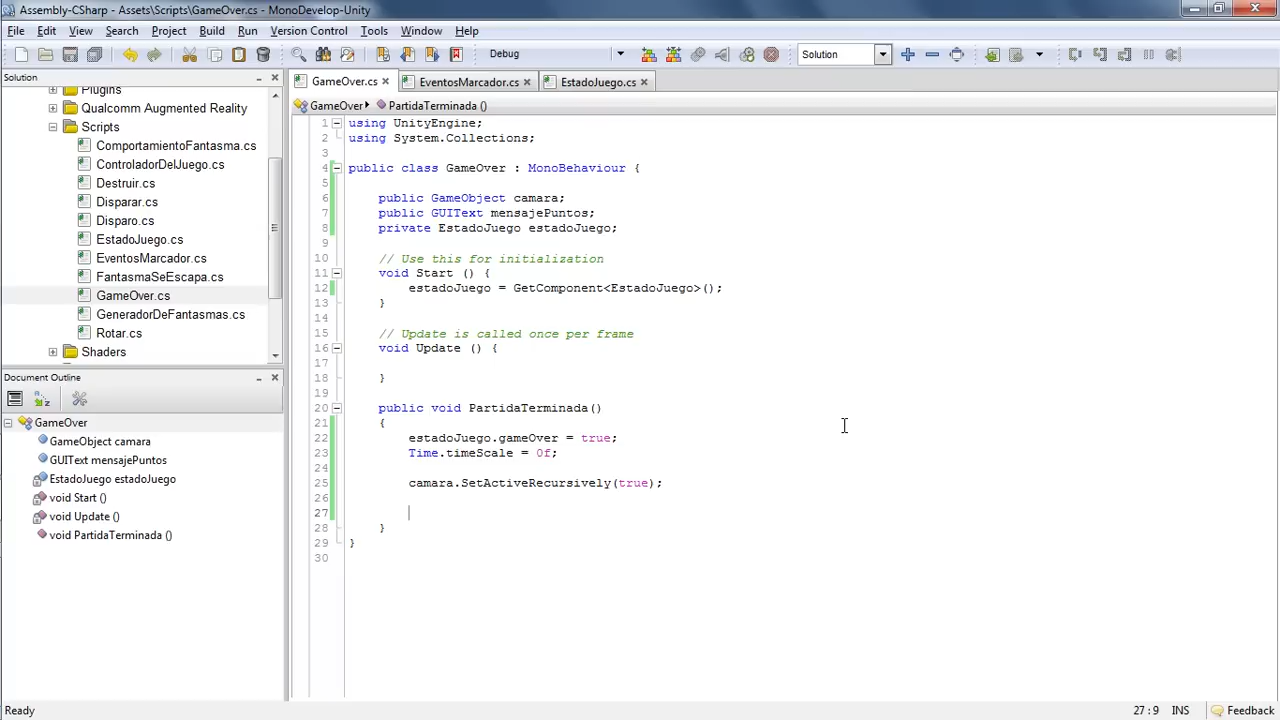 Assembly-CSharp - Assets\Scripts\GameOver.cs - MonoDevelop-Unity
File Edit View Search Project Build Run Version Control Tools Window Help
Debug
Solution
Solution
Plugins
Qualcomm Augmented Reality
Scripts
ComportamientoFantasma.cs
ControladorDelJuego.cs
Destruir.cs
Disparar.cs
Disparo.cs
EstadoJuego.cs
EventosMarcador.cs
FantasmaSeEscapa.cs
GameOver.cs
GeneradorDeFantasmas.cs
Rotar.cs
Shaders
Document Outline
GameOver
GameObject camara
GUIText mensajePuntos
EstadoJuego estadoJuego
void Start ()
void Update ()
void PartidaTerminada ()
GameOver.cs EventosMarcador.cs EstadoJuego.cs
GameOver PartidaTerminada ()
1 using UnityEngine;
2 using System.Collections;
3
4 public class GameOver : MonoBehaviour {
5
6 public GameObject camara;
7 public GUIText mensajePuntos;
8 private EstadoJuego estadoJuego;
9
10 // Use this for initialization
11 void Start () {
12 estadoJuego = GetComponent<EstadoJuego>();
13 }
14
15 // Update is called once per frame
16 void Update () {
17
18 }
19
20 public void PartidaTerminada()
21 {
22 estadoJuego.gameOver = true;
23 Time.timeScale = 0f;
24
25 camara.SetActiveRecursively(true);
26
27
28 }
29 }
30
Ready 27 : 9 INS Feedback